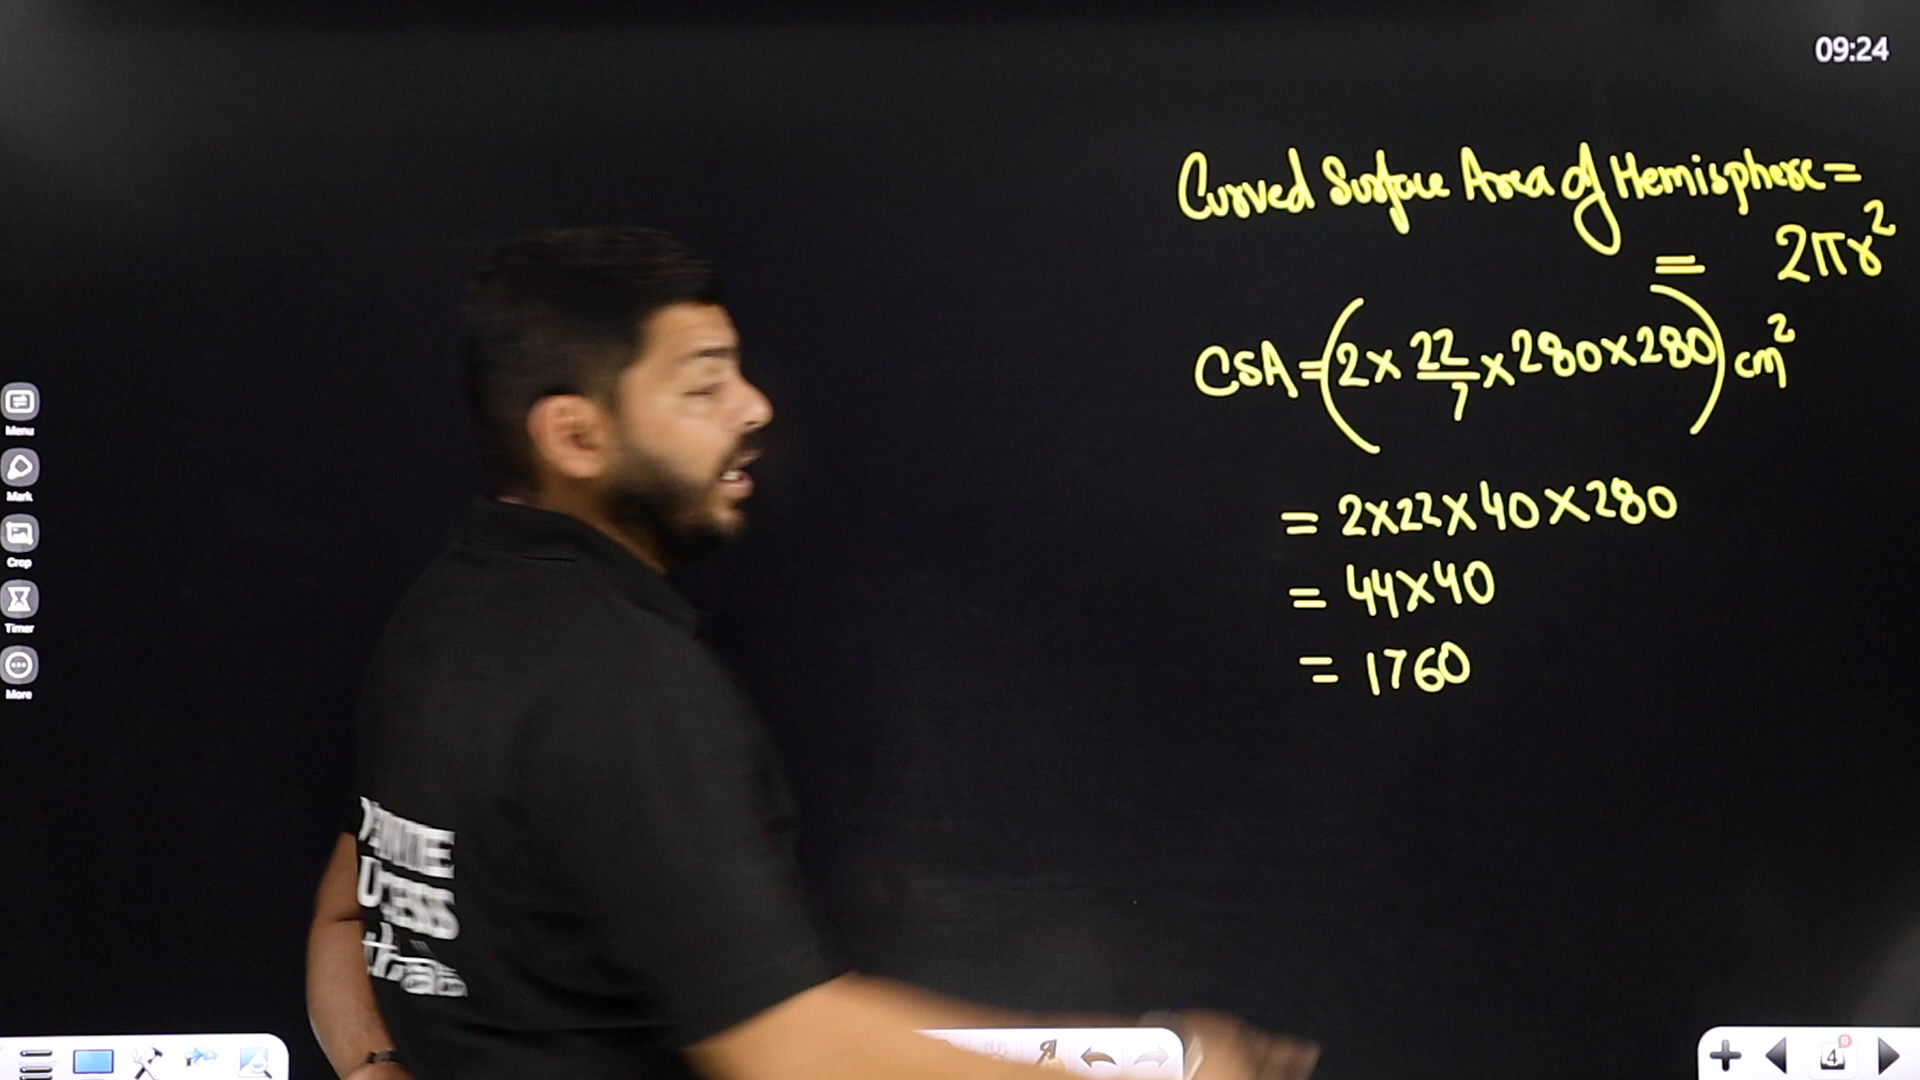 09:24
Curved Surface Area of Hemisphere =
= 2πr²
CSA = (2 × 22/7 × 280 × 280) cm²
= 2×22×40×280
= 44×40
= 1760
Menu
Mark
Crop
Timer
More
4